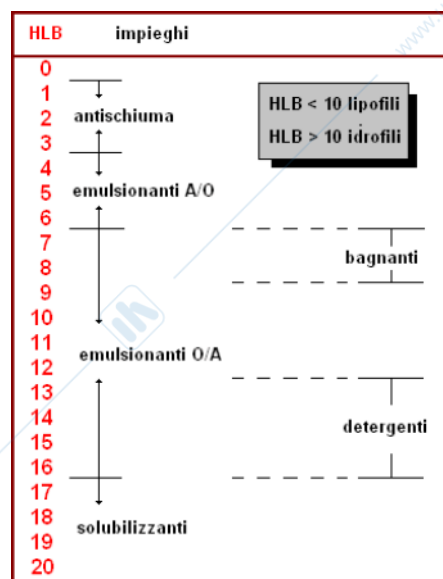 HLB impieghi
0
1
2 antischiuma
3
4
5 emulsionanti A/O
6
7
8 bagnanti
9
10
11
12 emulsionanti O/A
13
14
15 detergenti
16
17
18 solubilizzanti
19
20
HLB < 10 lipofili
HLB > 10 idrofili
www.